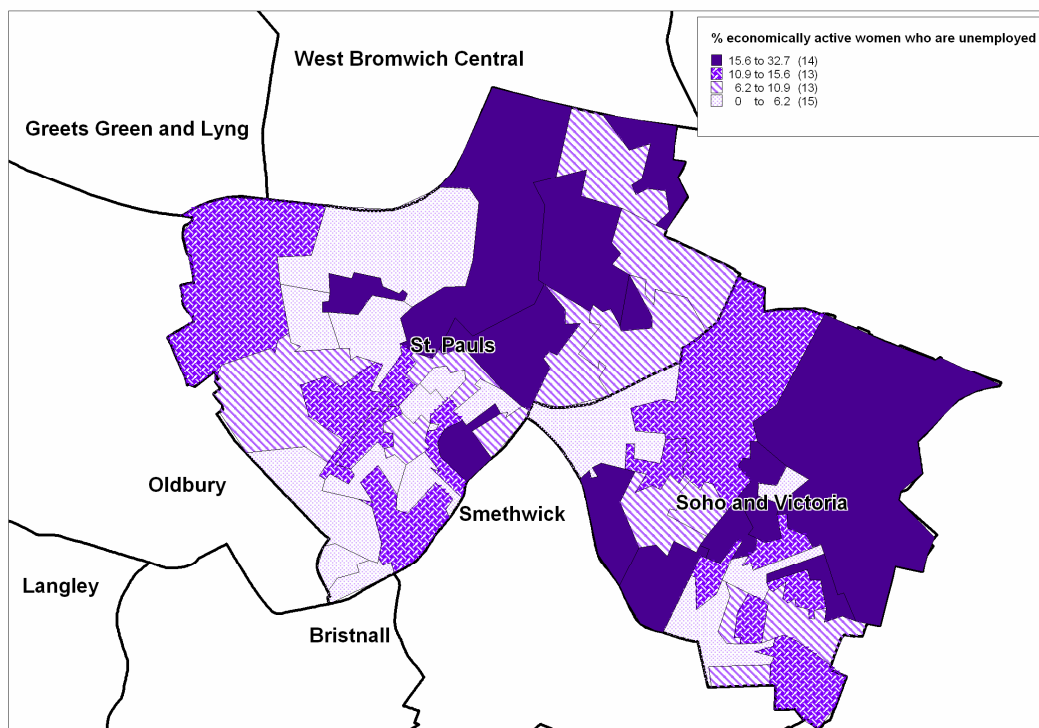 % economically active women who are unemployed
15.6 to 32.7 (14)
10.9 to 15.6 (13)
6.2 to 10.9 (13)
0 to 6.2 (15)
West Bromwich Central
Greets Green and Lyng
St. Pauls
Oldbury
Smethwick
Soho and Victoria
Langley
Bristnall